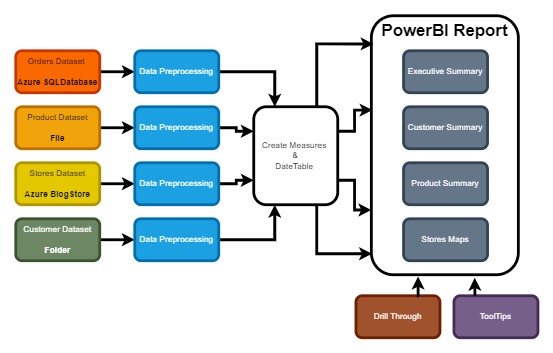 PowerBI Report
Orders Dataset
Azure SQLDatabase
Data Preprocessing
Executive Summary
Product Dataset
File
Data Preprocessing
Customer Summary
Create Measures
&
DateTable
Stores Dataset
Azure BlogStore
Data Preprocessing
Product Summary
Customer Dataset
Folder
Data Preprocessing
Stores Maps
Drill Through
ToolTips